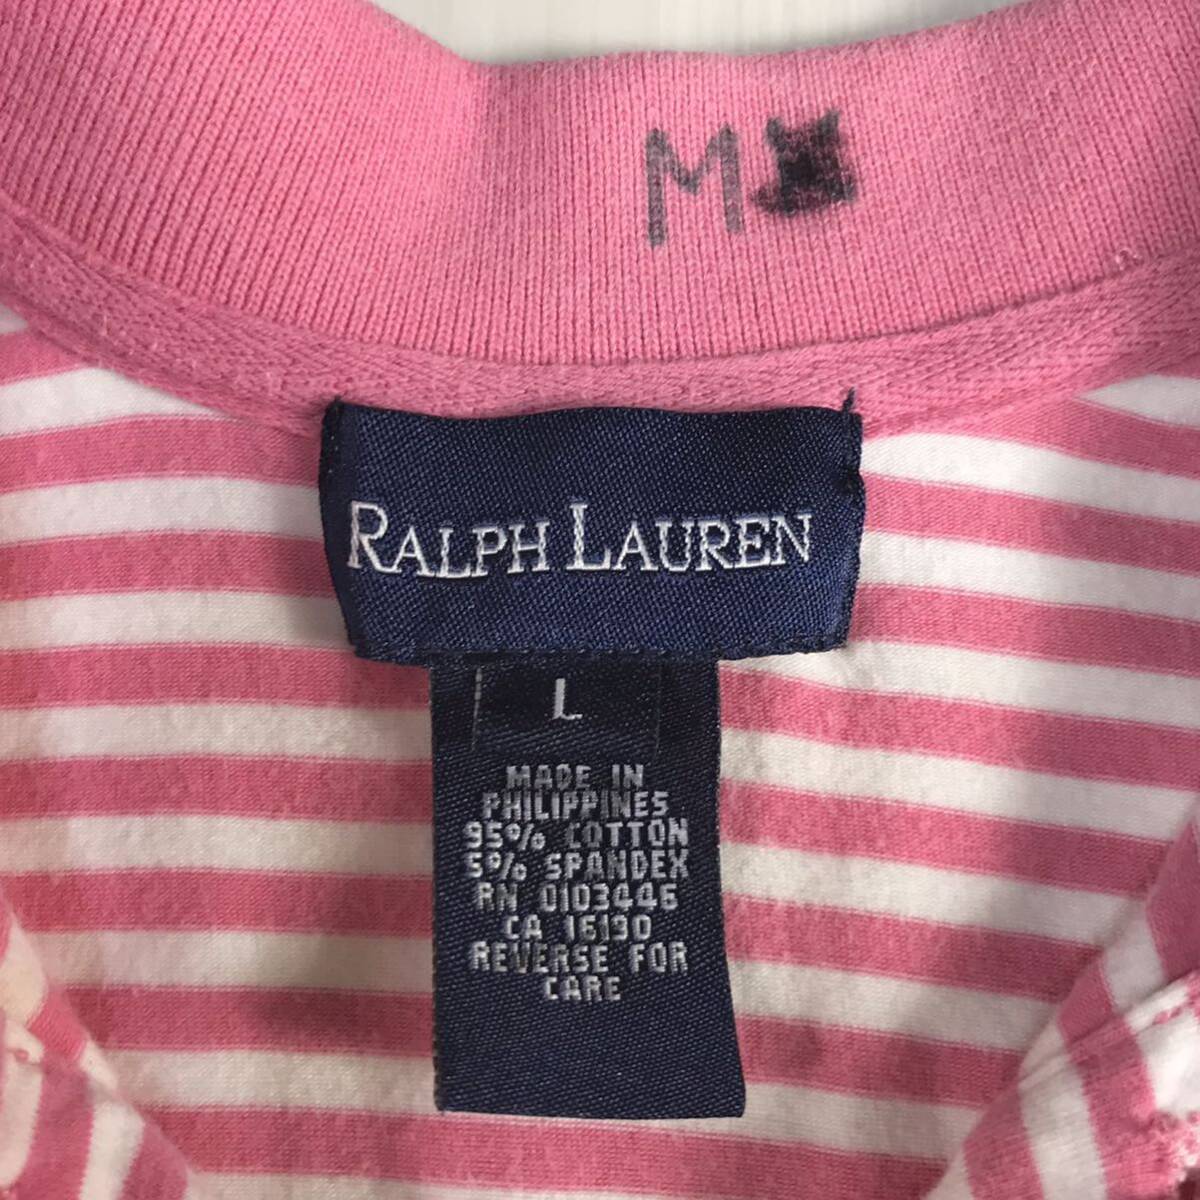 M
RALPH LAUREN
L
MADE IN
PHILIPPINES
95% COTTON
5% SPANDEX
RN 0103446
CA 16190
REVERSE FOR
CARE